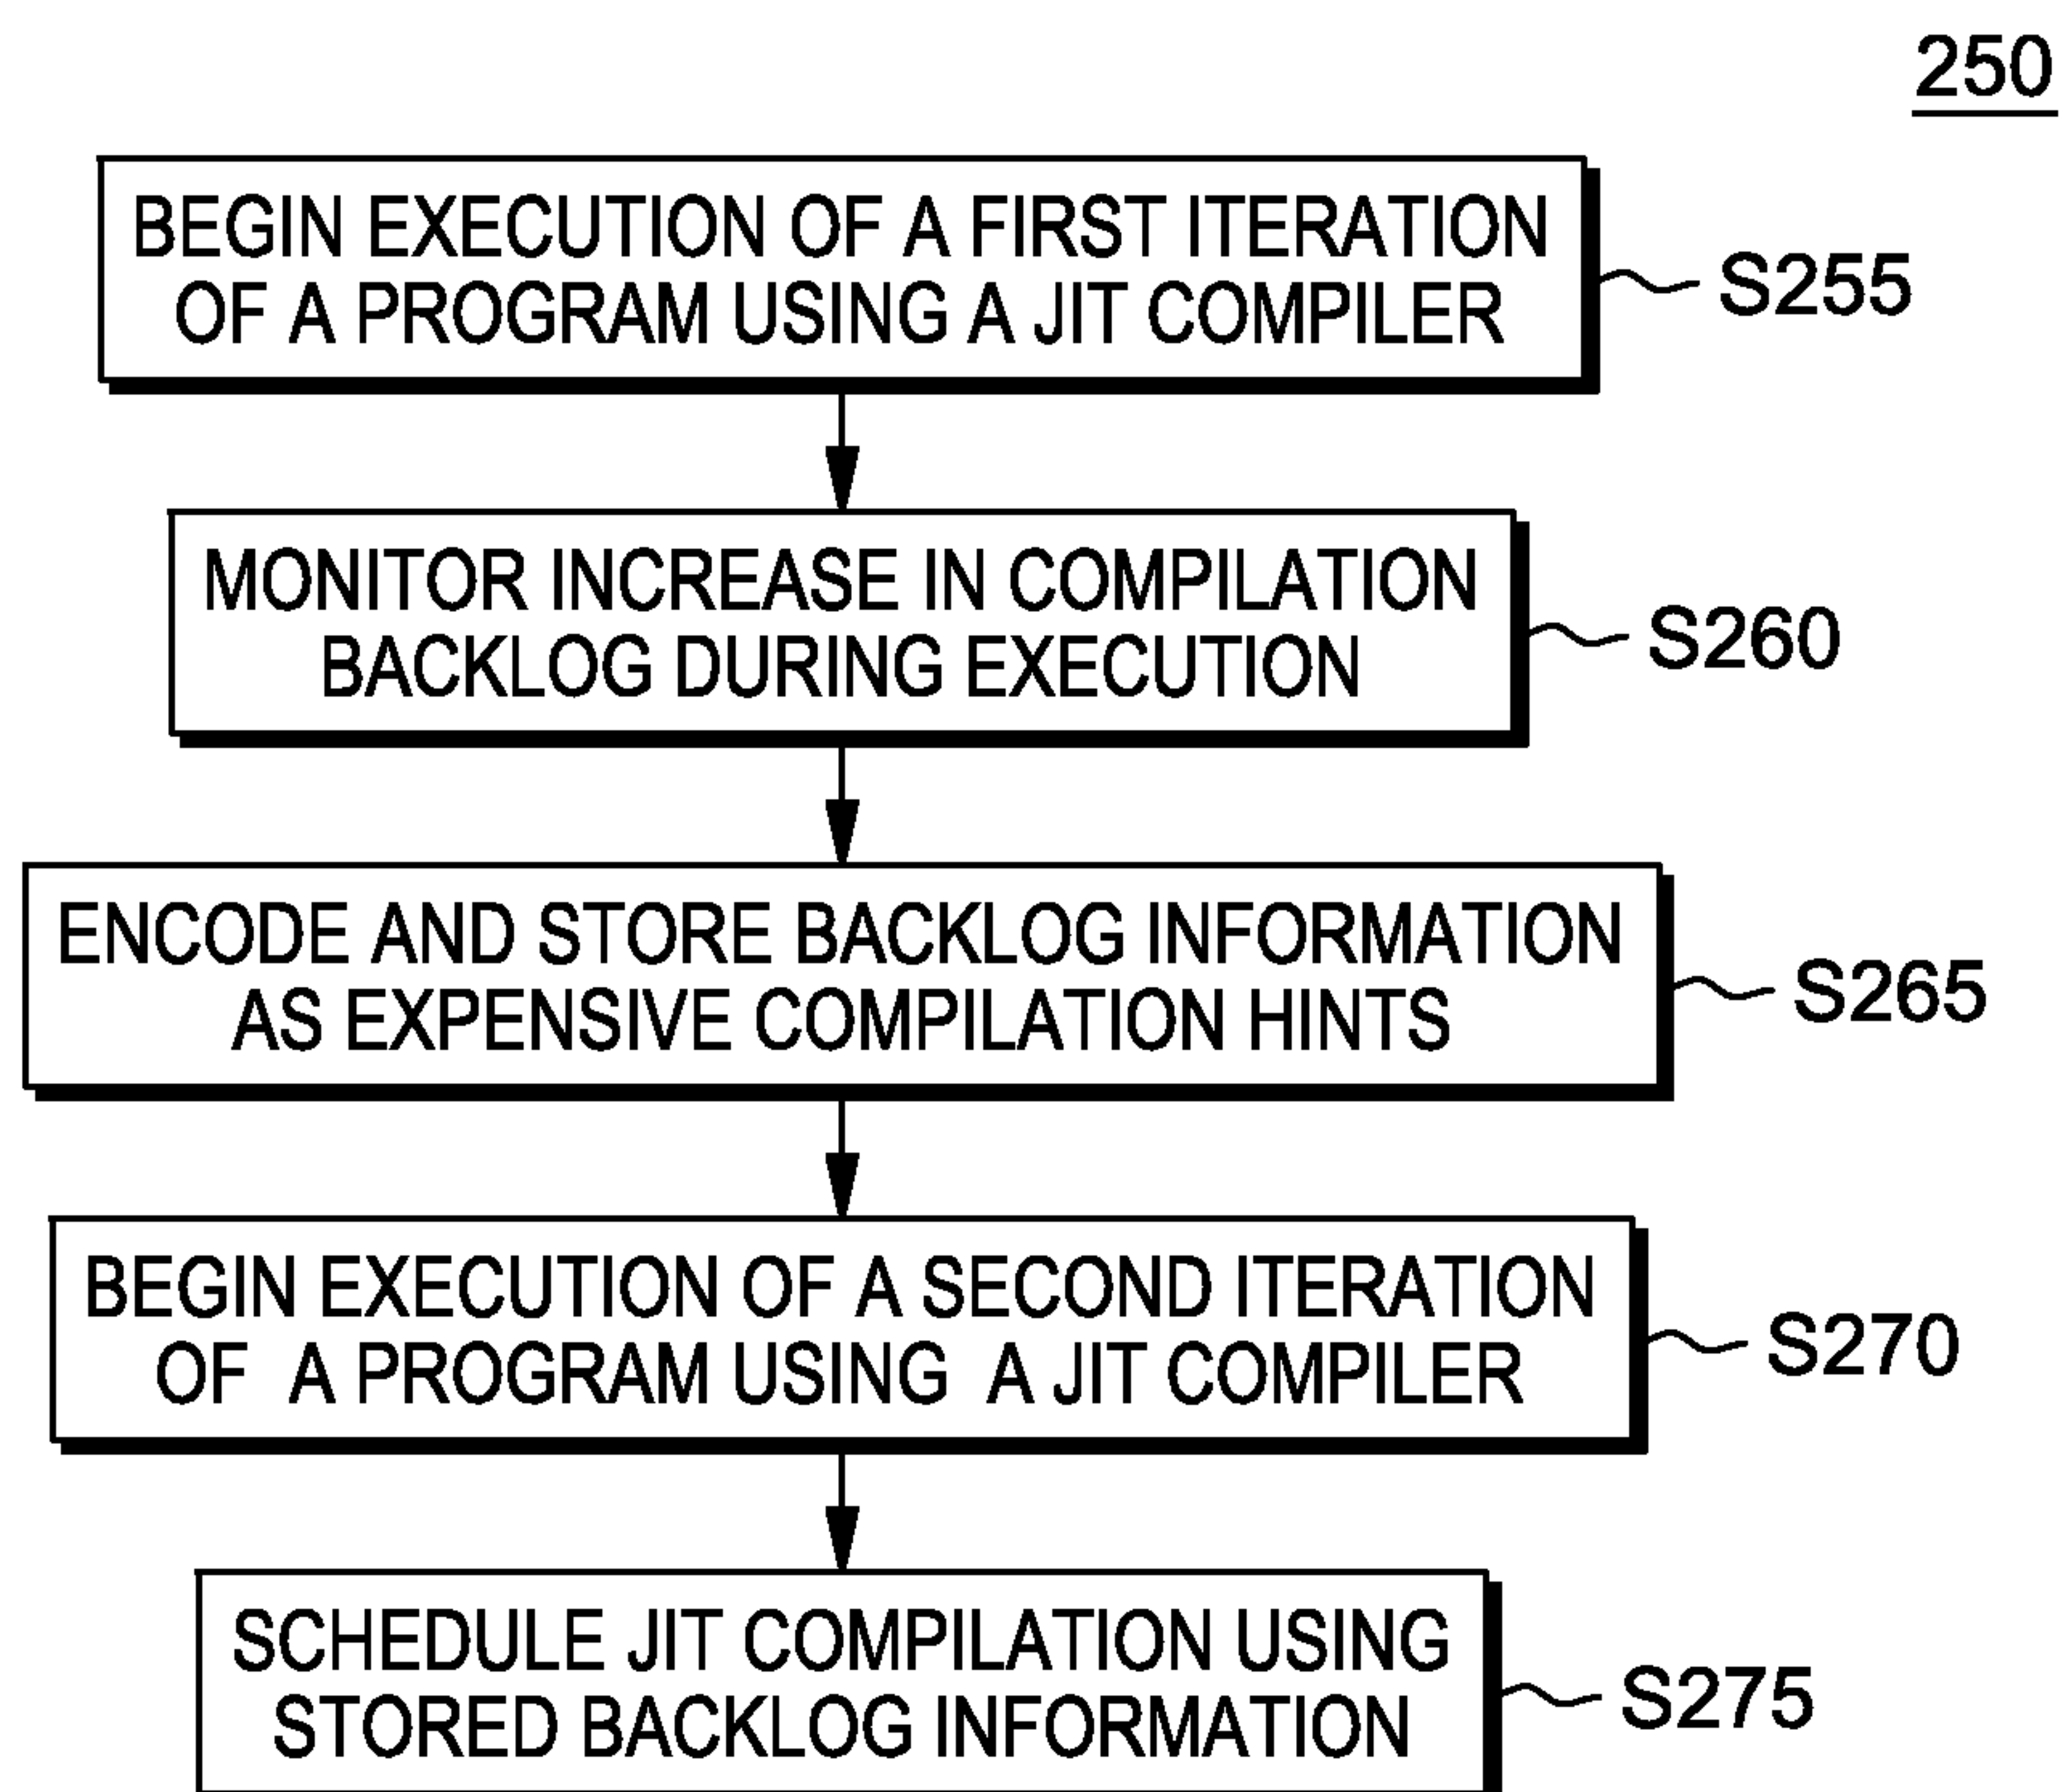 250
BEGIN EXECUTION OF A FIRST ITERATION
OF A PROGRAM USING A JIT COMPILER
S255
MONITOR INCREASE IN COMPILATION
BACKLOG DURING EXECUTION
S260
ENCODE AND STORE BACKLOG INFORMATION
AS EXPENSIVE COMPILATION HINTS
S265
BEGIN EXECUTION OF A SECOND ITERATION
OF A PROGRAM USING A JIT COMPILER
S270
SCHEDULE JIT COMPILATION USING
STORED BACKLOG INFORMATION
S275